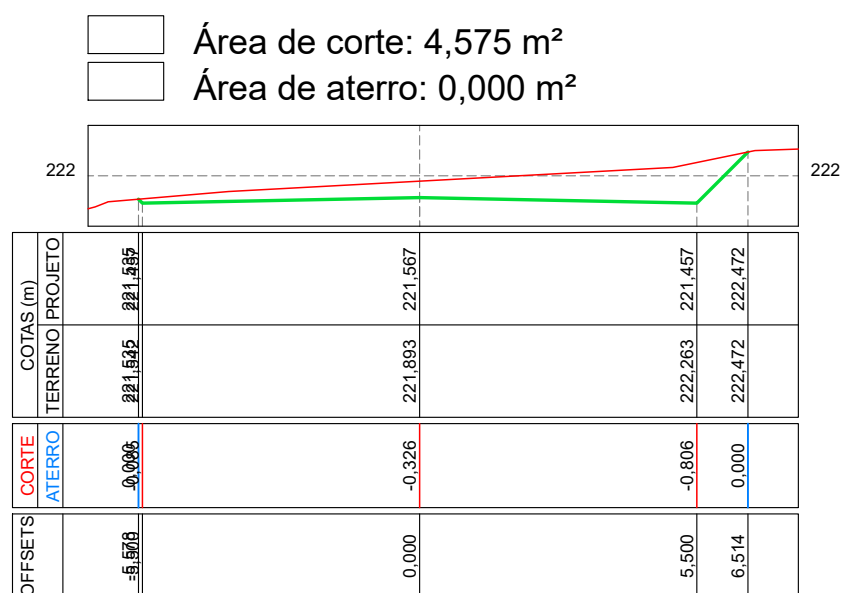 Área de corte: 4,575 m²
Área de aterro: 0,000 m²
222
222
COTAS (m)
PROJETO
221,567
221,457
222,472
TERRENO
221,893
222,263
222,472
CORTE
ATERRO
-0,326
-0,806
0,000
OFFSETS
0,000
5,500
6,514